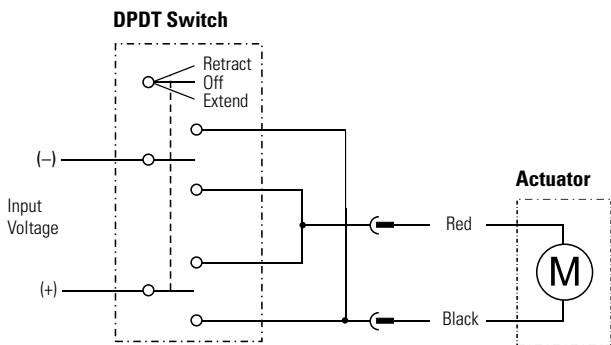 DPDT Switch
Retract
Off
Extend
(–)
Input
Voltage
(+)
Actuator
Red
M
Black